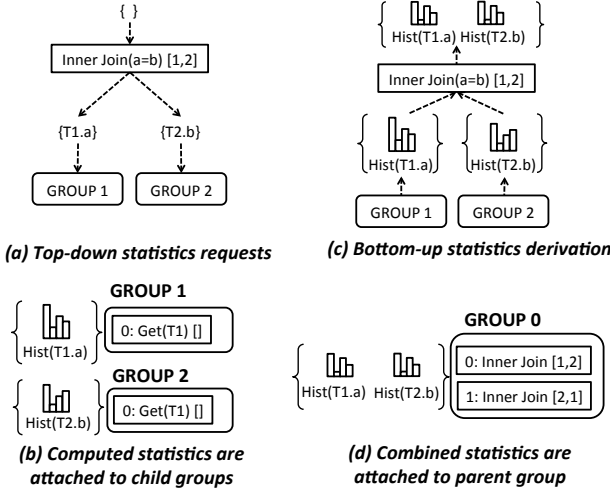 { }
Inner Join(a=b) [1,2]
{T1.a} {T2.b}
GROUP 1 GROUP 2
(a) Top-down statistics requests
Hist(T1.a) Hist(T2.b)
Inner Join(a=b) [1,2]
Hist(T1.a) Hist(T2.b)
GROUP 1 GROUP 2
(c) Bottom-up statistics derivation
GROUP 1
0: Get(T1) []
Hist(T1.a)
GROUP 2
0: Get(T1) []
Hist(T2.b)
(b) Computed statistics are
attached to child groups
GROUP 0
0: Inner Join [1,2]
Hist(T1.a) Hist(T2.b)
1: Inner Join [2,1]
(d) Combined statistics are
attached to parent group